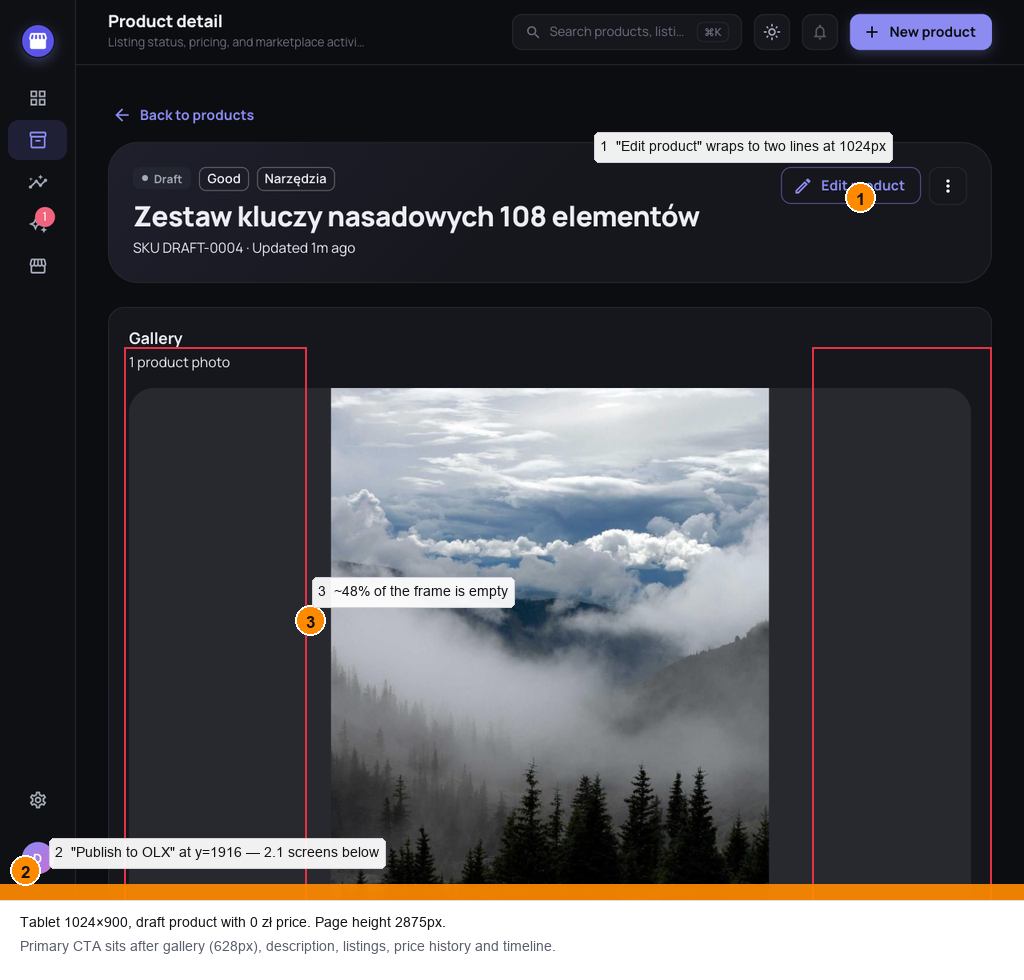 Product detail
Listing status, pricing, and marketplace activi...
Search products, listi...
⌘K
New product
Back to products
1 "Edit product" wraps to two lines at 1024px
Draft
Good
Narzędzia
Edit product
1
Zestaw kluczy nasadowych 108 elementów
SKU DRAFT-0004 · Updated 1m ago
1
Gallery
1 product photo
3 ~48% of the frame is empty
3
2 "Publish to OLX" at y=1916 — 2.1 screens below
2
Tablet 1024×900, draft product with 0 zł price. Page height 2875px.
Primary CTA sits after gallery (628px), description, listings, price history and timeline.